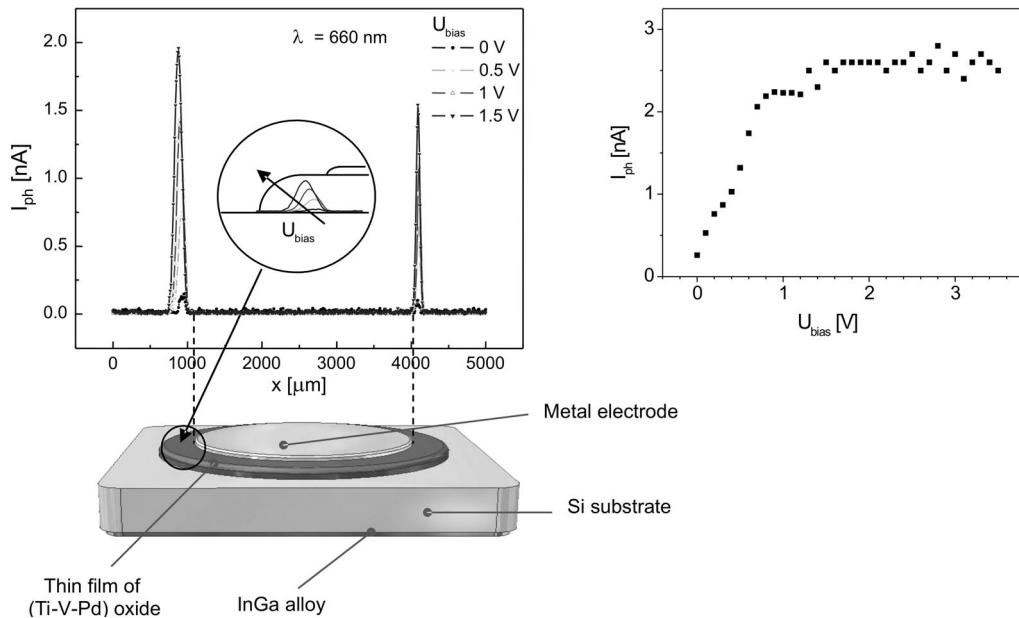 U_bias
λ = 660 nm
0 V
0.5 V
1 V
1.5 V
2.0
1.5
1.0
0.5
0.0
I_ph [nA]
U_bias
0 1000 2000 3000 4000 5000
x [μm]
3
2
1
0
I_ph [nA]
0 1 2 3
U_bias [V]
Metal electrode
Si substrate
Thin film of
(Ti-V-Pd) oxide
InGa alloy